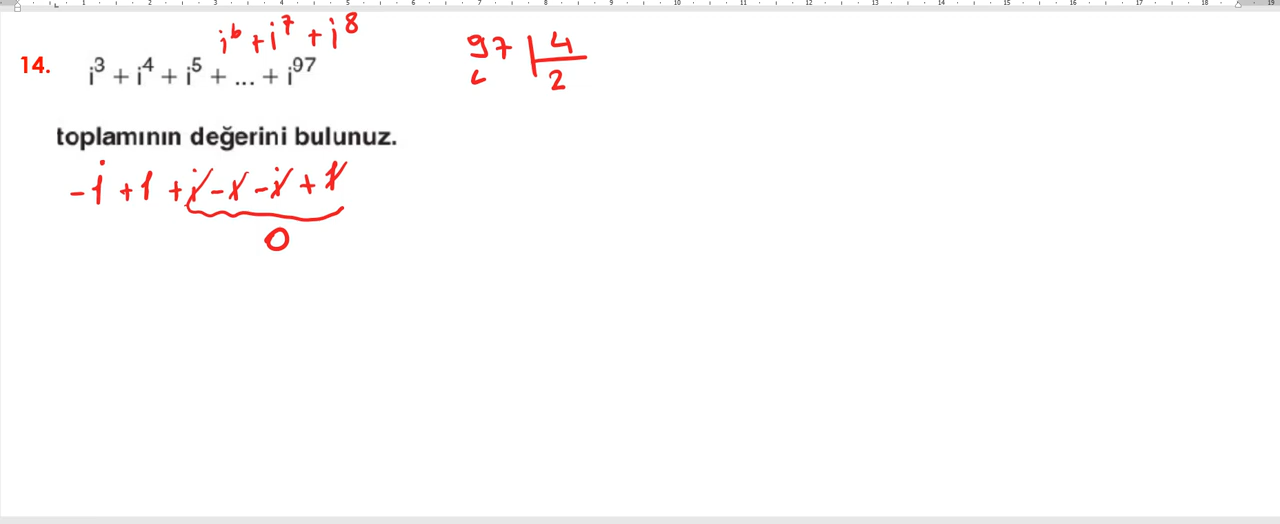 i⁶ + i⁷ + i⁸
14. i³ + i⁴ + i⁵ + ... + i⁹⁷
97 | 4
2
toplamının değerini bulunuz.
-i + 1 + i - 1 - i + 1
0